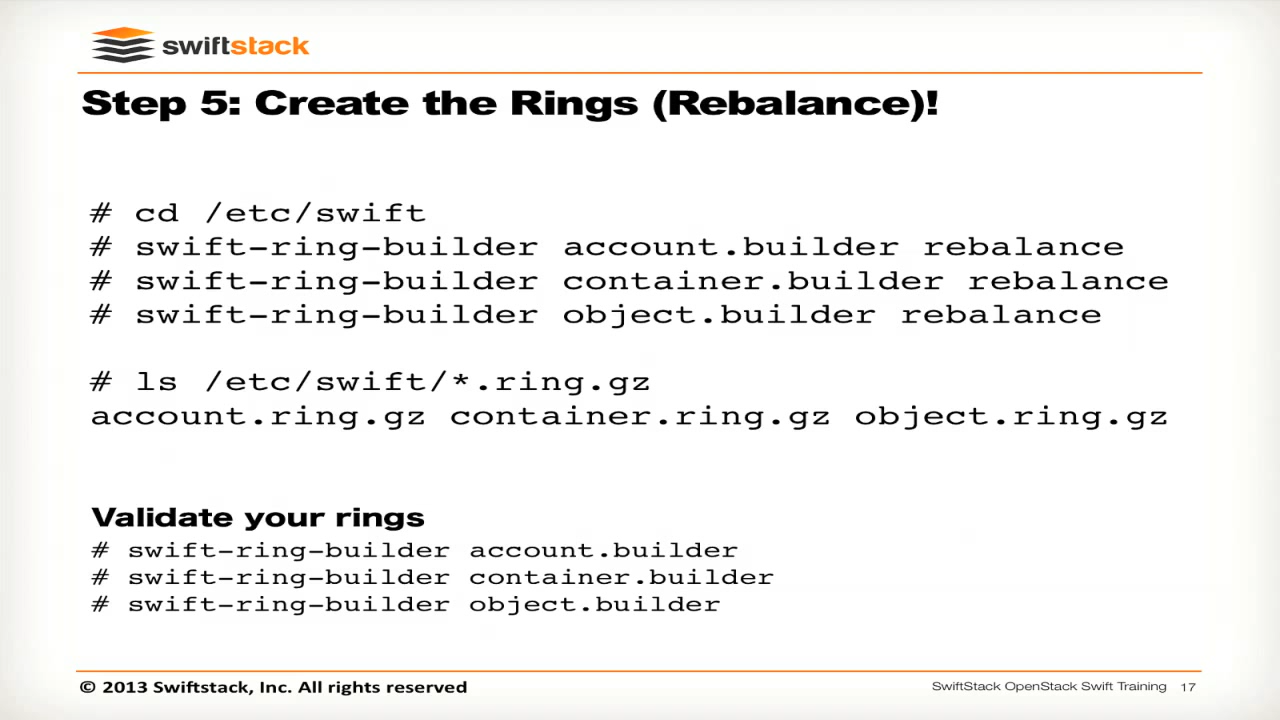 swiftstack
Step 5: Create the Rings (Rebalance)!
# cd /etc/swift
# swift-ring-builder account.builder rebalance
# swift-ring-builder container.builder rebalance
# swift-ring-builder object.builder rebalance
# ls /etc/swift/*.ring.gz
account.ring.gz container.ring.gz object.ring.gz
Validate your rings
# swift-ring-builder account.builder
# swift-ring-builder container.builder
# swift-ring-builder object.builder
© 2013 Swiftstack, Inc. All rights reserved
SwiftStack OpenStack Swift Training 17